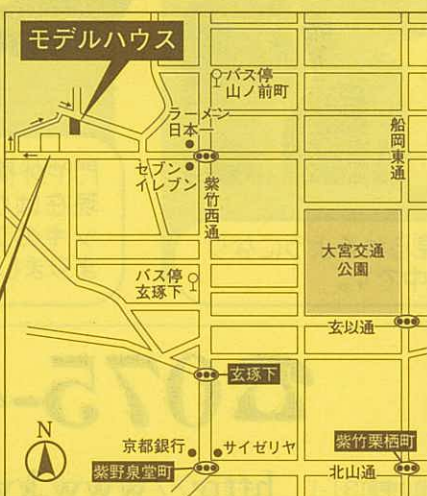 モデルハウス
バス停
山ノ前町
ラーメン
日本一
セブン
イレブン
紫竹西通
船岡東通
大宮交通
公園
バス停
玄琢下
玄以通
玄琢下
N
京都銀行
サイゼリヤ
紫竹栗栖町
紫野泉堂町
北山通